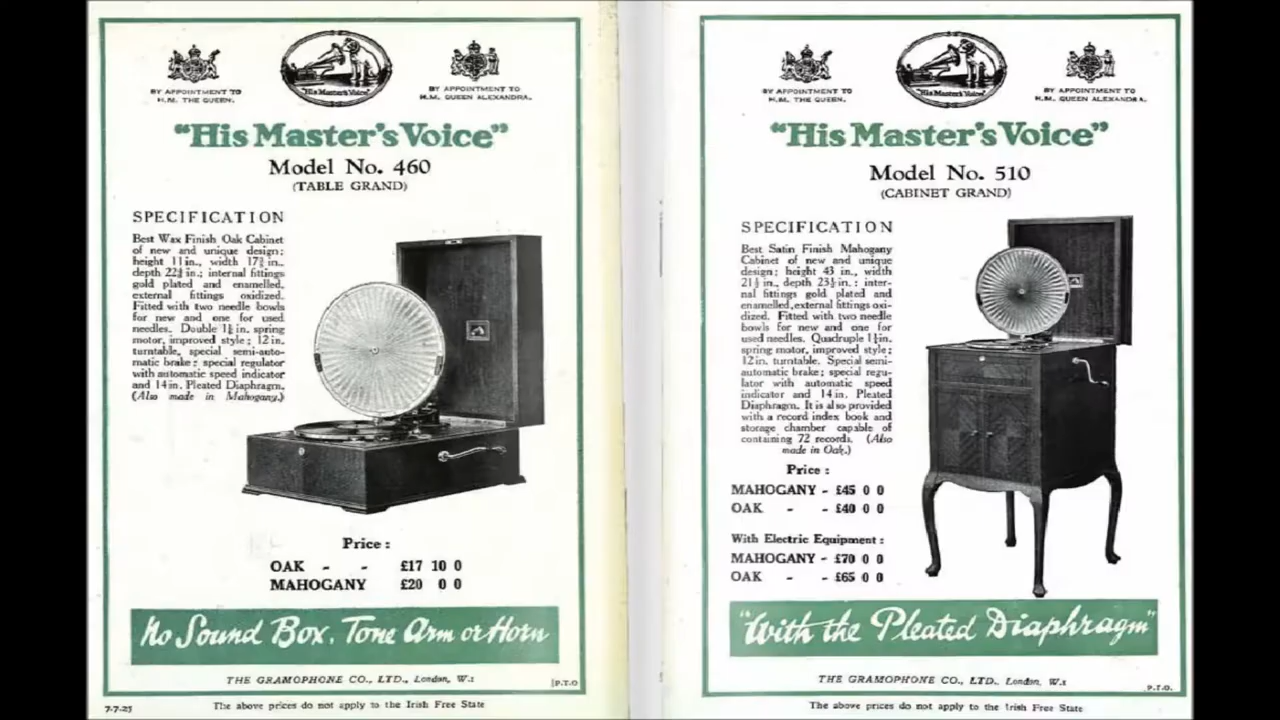 BY APPOINTMENT TO
H.M. THE QUEEN.
"His Master's Voice"
BY APPOINTMENT TO
H.M. QUEEN ALEXANDRA.
"His Master's Voice"
Model No. 460
(TABLE GRAND)
SPECIFICATION
Best Wax Finish Oak Cabinet
of new and unique design;
height 11 in., width 17¾ in.,
depth 22¾ in.; internal fittings
gold plated and enamelled,
external fittings oxidized.
Fitted with two needle bowls
for new and one for used
needles. Double 1¼ in. spring
motor, improved style; 12 in.
turntable, special semi-auto-
matic brake; special regulator
with automatic speed indicator
and 14 in. Pleated Diaphragm.
(Also made in Mahogany.)
Price :
OAK - - £17 10 0
MAHOGANY £20 0 0
No Sound Box, Tone Arm or Horn
THE GRAMOPHONE CO., LTD., London, W.1
[P.T.O
7-7-25
The above prices do not apply to the Irish Free State
BY APPOINTMENT TO
H.M. THE QUEEN.
"His Master's Voice"
BY APPOINTMENT TO
H.M. QUEEN ALEXANDRA.
"His Master's Voice"
Model No. 510
(CABINET GRAND)
SPECIFICATION
Best Satin Finish Mahogany
Cabinet of new and unique
design; height 43 in., width
21½ in., depth 23½ in.; inter-
nal fittings gold plated and
enamelled, external fittings oxi-
dized. Fitted with two needle
bowls for new and one for
used needles. Quadruple 1¼ in.
spring motor, improved style;
12 in. turntable. Special semi-
automatic brake; special regu-
lator with automatic speed
indicator and 14 in. Pleated
Diaphragm. It is also provided
with a record index book and
storage chamber capable of
containing 72 records. (Also
made in Oak.)
Price :
MAHOGANY - £45 0 0
OAK - £40 0 0
With Electric Equipment :
MAHOGANY - £70 0 0
OAK - - £65 0 0
"With the Pleated Diaphragm"
THE GRAMOPHONE CO., LTD., London, W.1
P.T.O.
The above prices do not apply to the Irish Free State